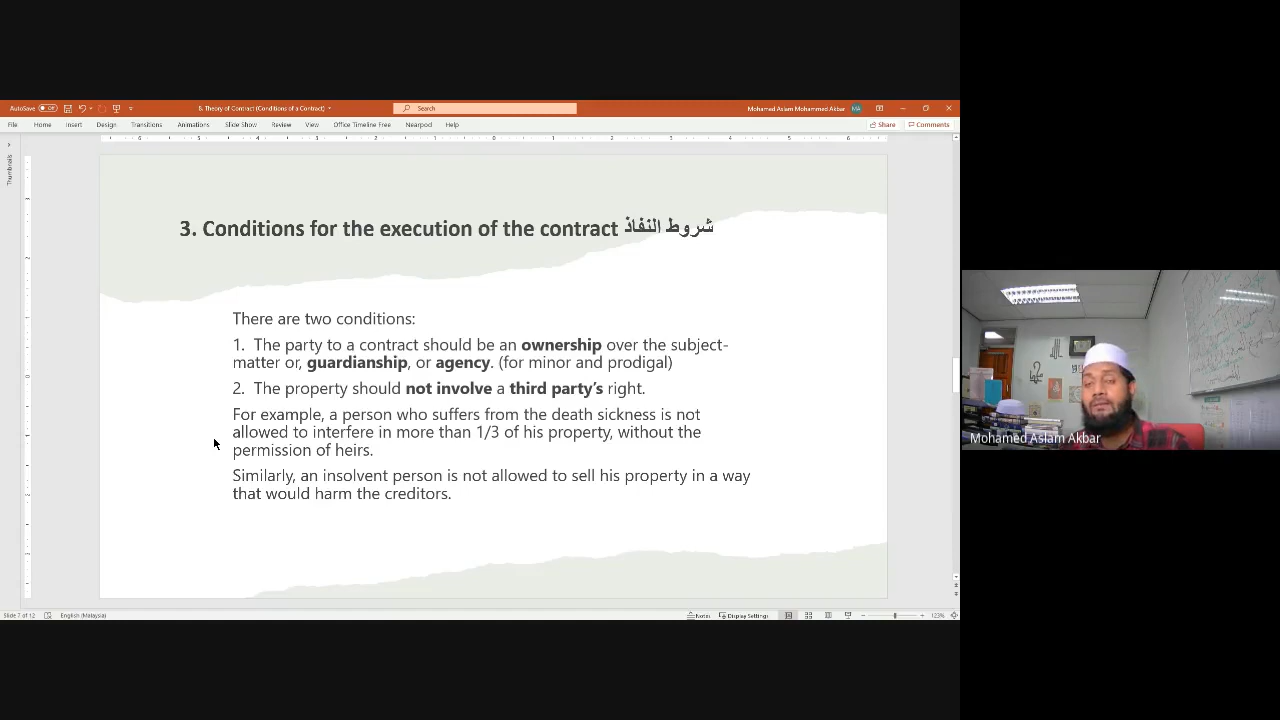 AutoSave Off
8. Theory of Contract (Conditions of a Contract)
Search
Mohamed Aslam Mohammed Akbar
MA
File Home Insert Design Transitions Animations Slide Show Review View Office Timeline Free Nearpod Help
Share Comments
Thumbnails
3. Conditions for the execution of the contract شروط النفاذ
There are two conditions:
1. The party to a contract should be an ownership over the subject-
matter or, guardianship, or agency. (for minor and prodigal)
2. The property should not involve a third party's right.
For example, a person who suffers from the death sickness is not
allowed to interfere in more than 1/3 of his property, without the
permission of heirs.
Similarly, an insolvent person is not allowed to sell his property in a way
that would harm the creditors.
Mohamed Aslam Akbar
Slide 7 of 12 English (Malaysia)
Notes Display Settings 123%